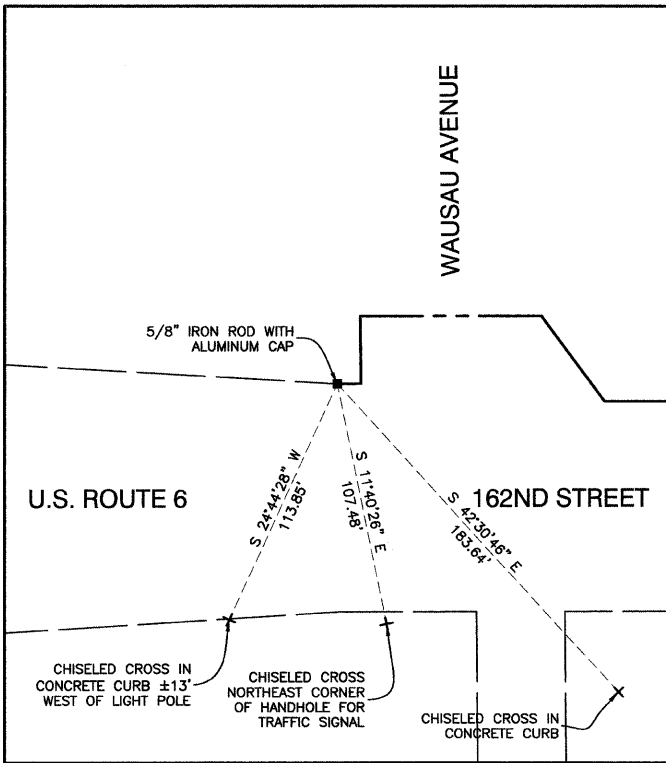 WAUSAU AVENUE
5/8" IRON ROD WITH
ALUMINUM CAP
S 24°44'28" W
113.85'
S 11°40'26" E
107.48'
S 42°30'46" E
183.64'
U.S. ROUTE 6
162ND STREET
CHISELED CROSS IN
CONCRETE CURB ±13'
WEST OF LIGHT POLE
CHISELED CROSS
NORTHEAST CORNER
OF HANDHOLE FOR
TRAFFIC SIGNAL
CHISELED CROSS IN
CONCRETE CURB